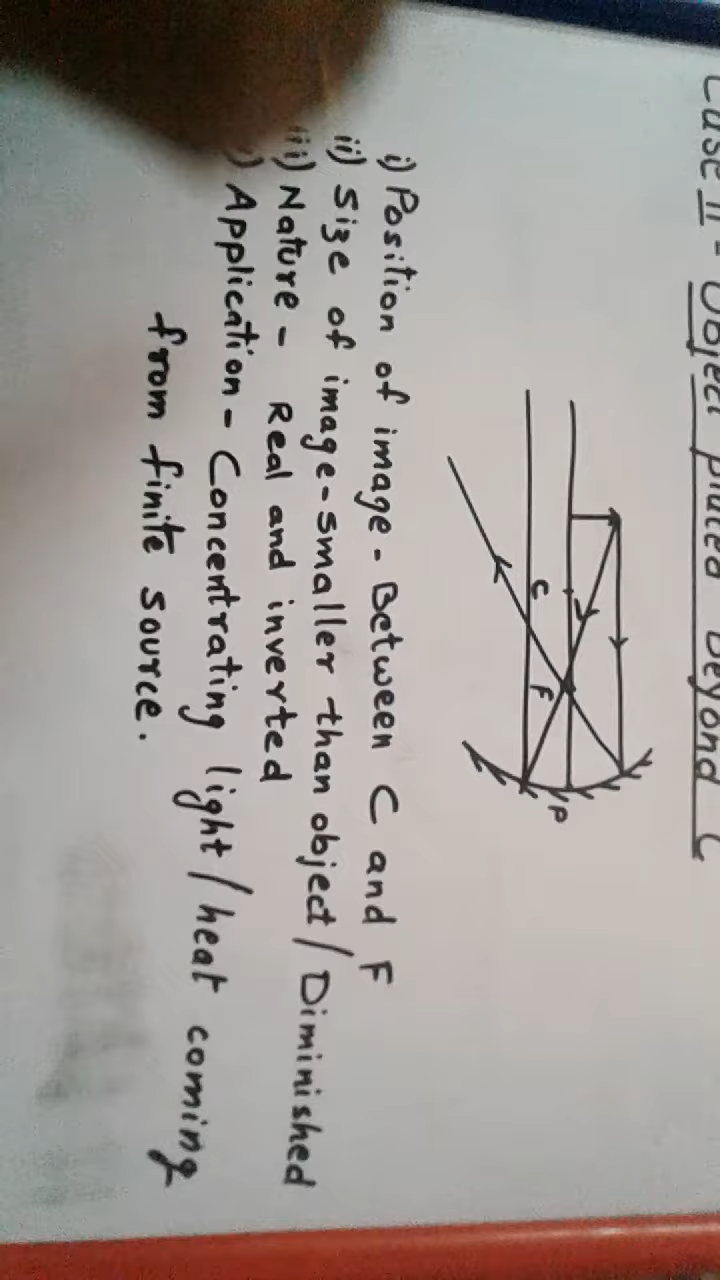 Case II - Object placed beyond C
C F P
i) Position of image - Between C and F
ii) Size of image - smaller than object / Diminished
iii) Nature - Real and inverted
) Application - Concentrating light / heat coming
from finite source.